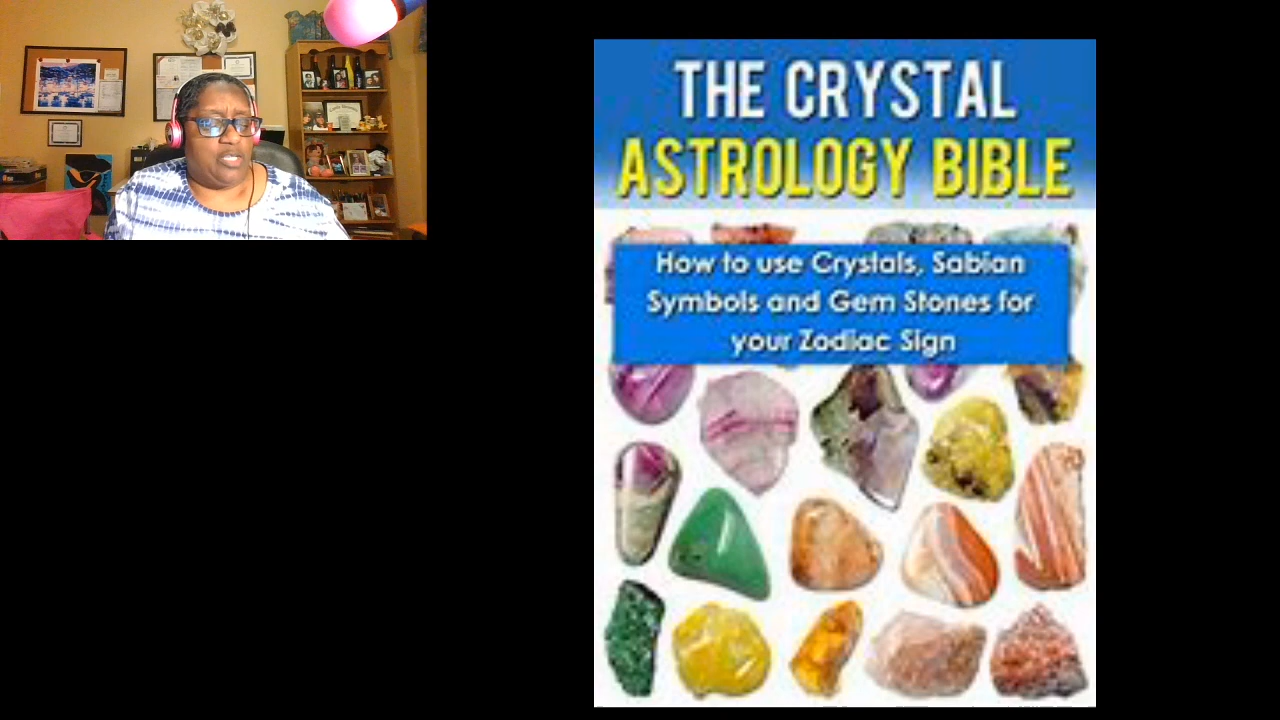 THE CRYSTAL
ASTROLOGY BIBLE
How to use Crystals, Sabian
Symbols and Gem Stones for
your Zodiac Sign